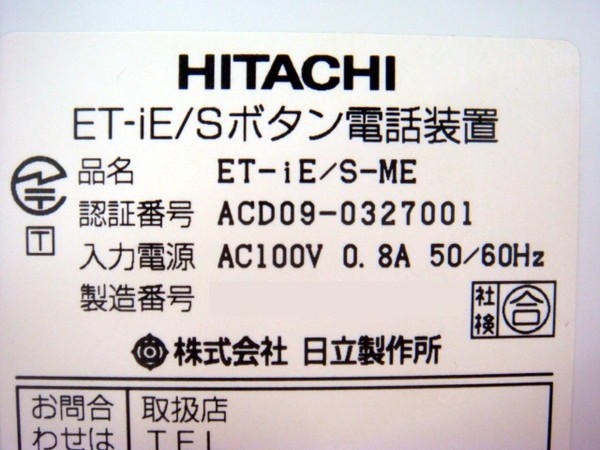 HITACHI
ET-iE/Sボタン電話装置
品名 ET-iE/S-ME
認証番号 ACD09-0327001
T
入力電源 AC100V 0.8A 50/60Hz
製造番号
社検 合
株式会社 日立製作所
お問合 取扱店
わせは TEL